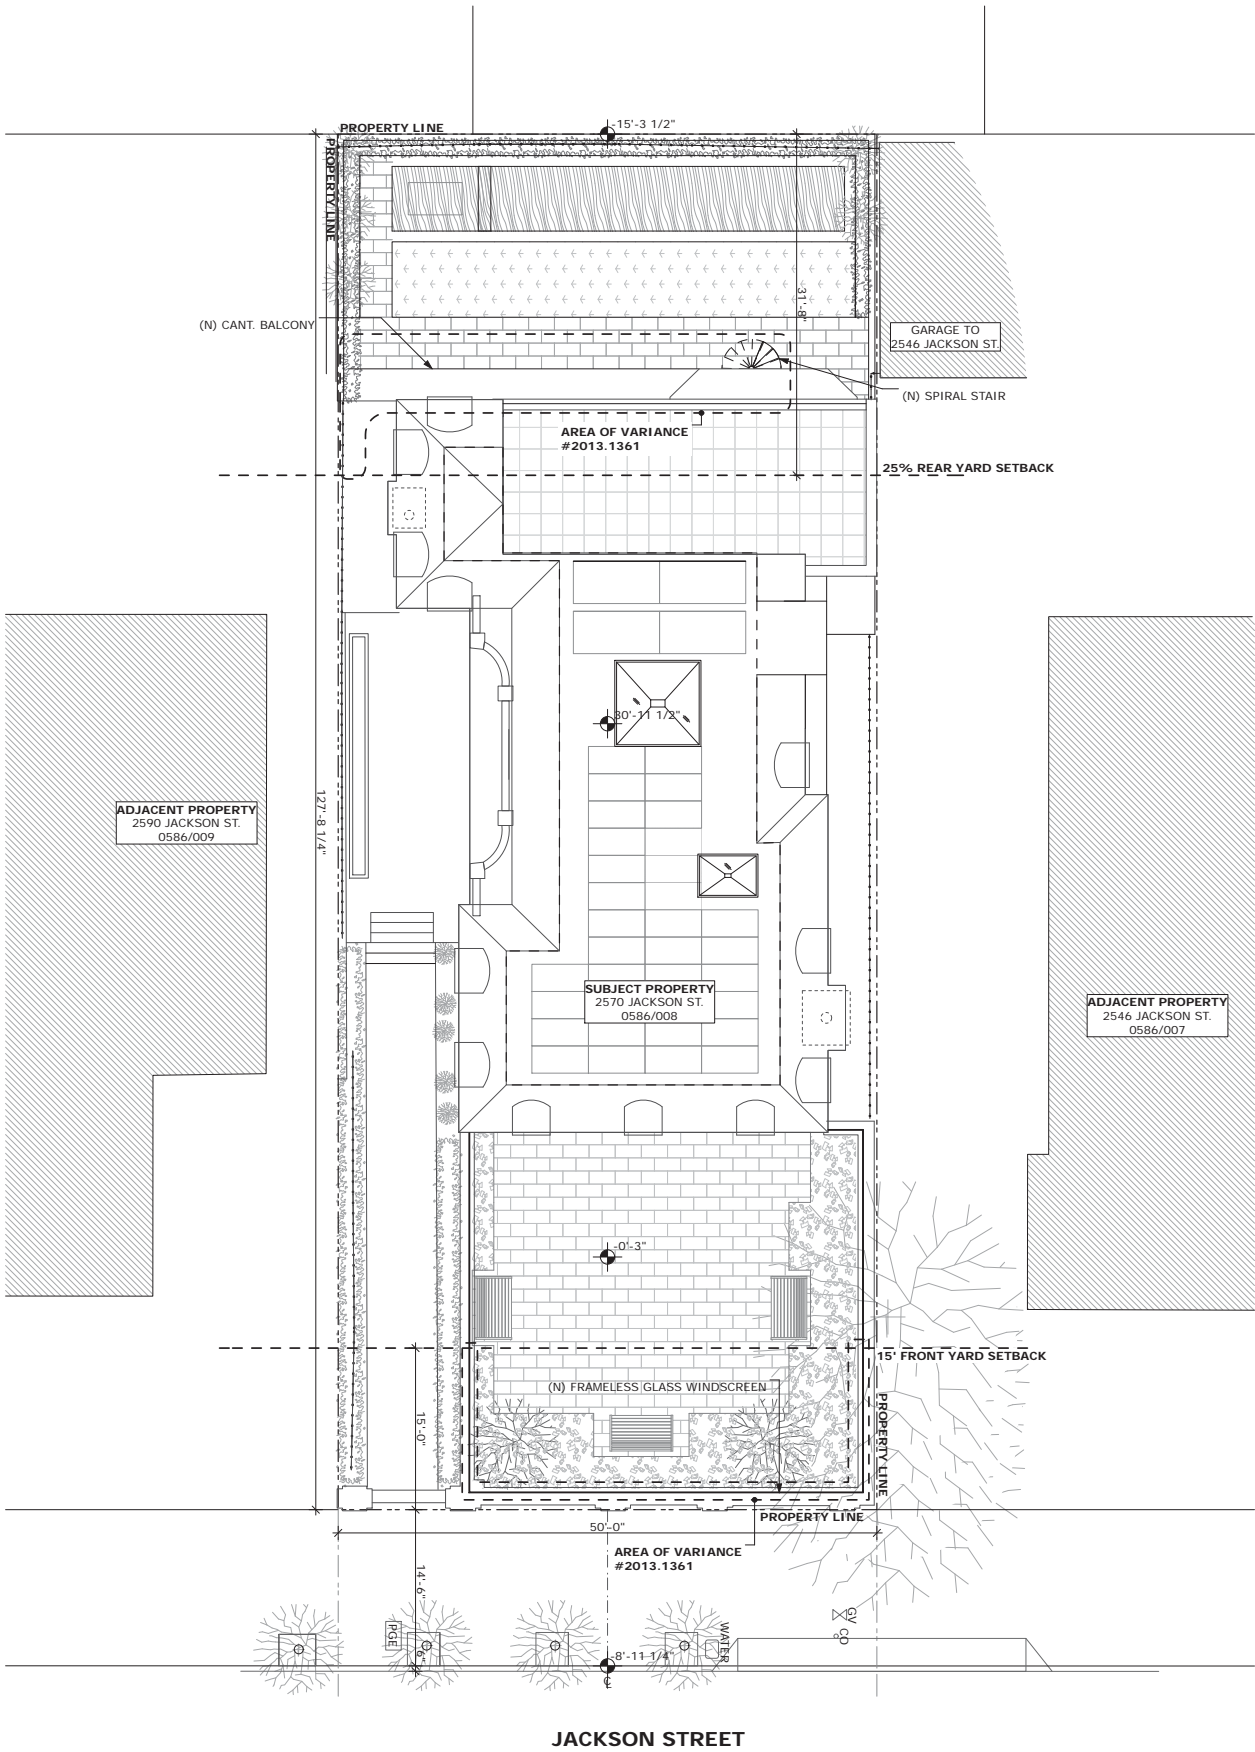 -15'-3 1/2"
PROPERTY LINE
PROPERTY LINE
31'-8"
(N) CANT. BALCONY
GARAGE TO
2546 JACKSON ST.
(N) SPIRAL STAIR
AREA OF VARIANCE
#2013.1361
25% REAR YARD SETBACK
30'-11 1/2"
127'-8 1/4"
ADJACENT PROPERTY
2590 JACKSON ST.
0586/009
SUBJECT PROPERTY
2570 JACKSON ST.
0586/008
ADJACENT PROPERTY
2546 JACKSON ST.
0586/007
-0'-3"
15' FRONT YARD SETBACK
(N) FRAMELESS GLASS WINDSCREEN
15'-0"
PROPERTY LINE
PROPERTY LINE
50'-0"
AREA OF VARIANCE
#2013.1361
14'-6"
PGE
WATER
GV
CO
6"
-8'-11 1/4"
JACKSON STREET